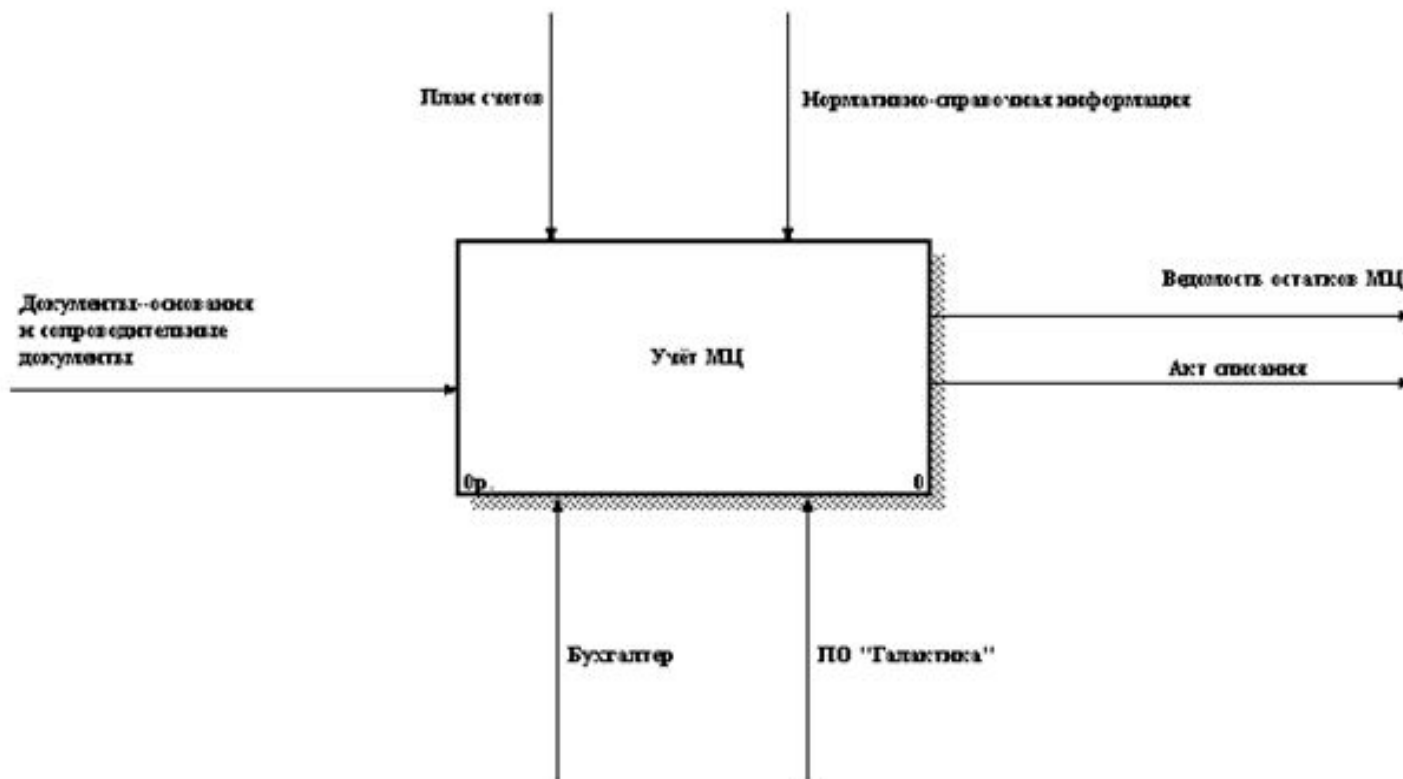 План счетов
Нормативно-справочная информация
Ведомость остатков МЦ
Документы--основания
и сопроводительные
документы
Учёт МЦ
Акт списания
0р.
0
Бухгалтер
ПО "Галактика"